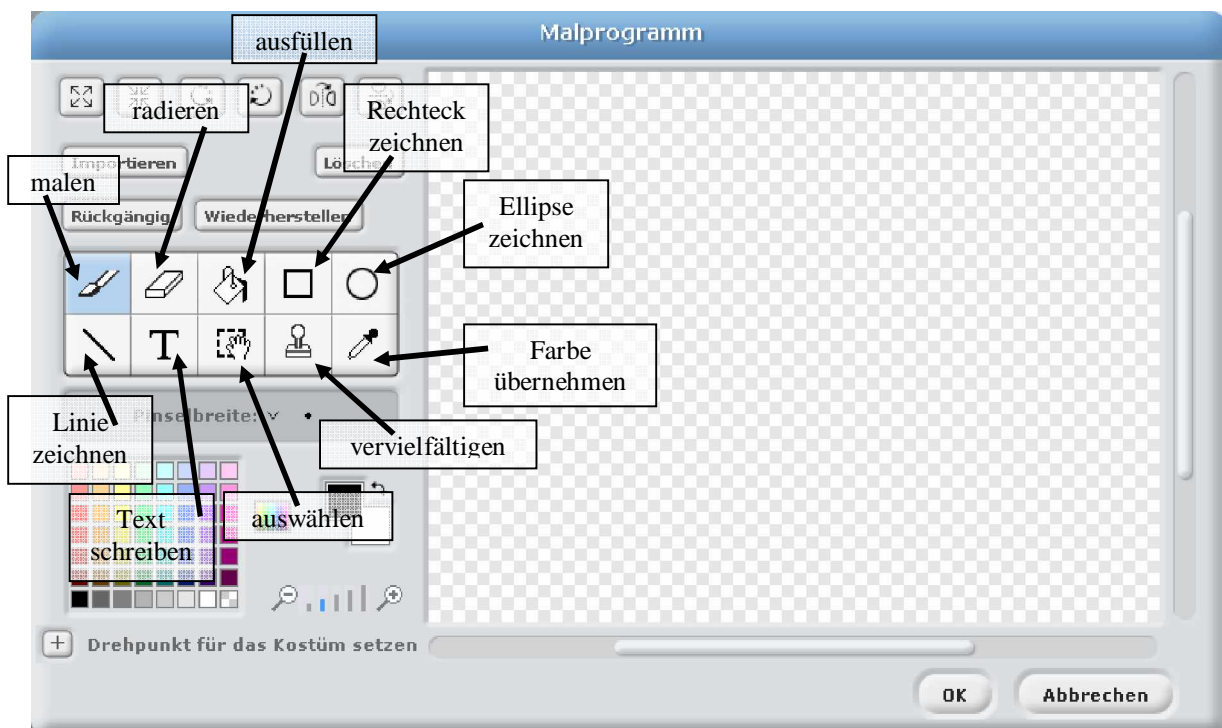 Malprogramm
ausfüllen
radieren
Rechteck
zeichnen
Importieren
Löschen
malen
Rückgängig
Wiederherstellen
Ellipse
zeichnen
T
Farbe
übernehmen
Pinselbreite:
Linie
zeichnen
vervielfältigen
Text
schreiben
auswählen
Drehpunkt für das Kostüm setzen
OK
Abbrechen